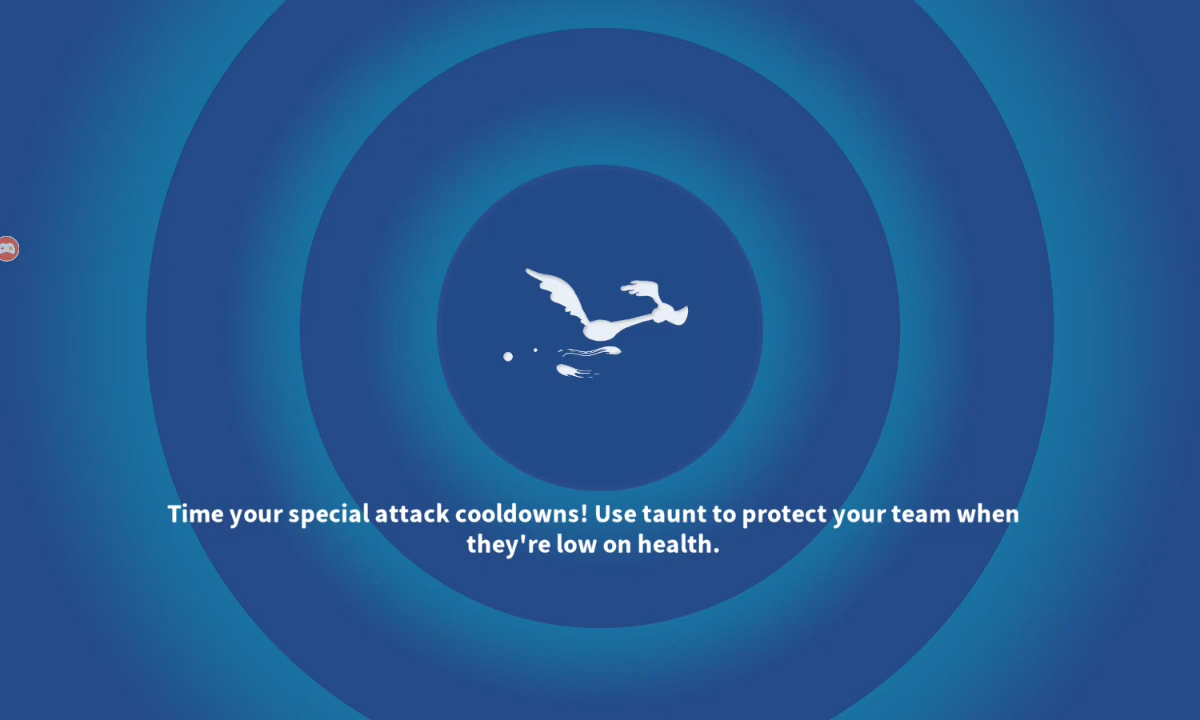 Time your special attack cooldowns! Use taunt to protect your team when
they're low on health.